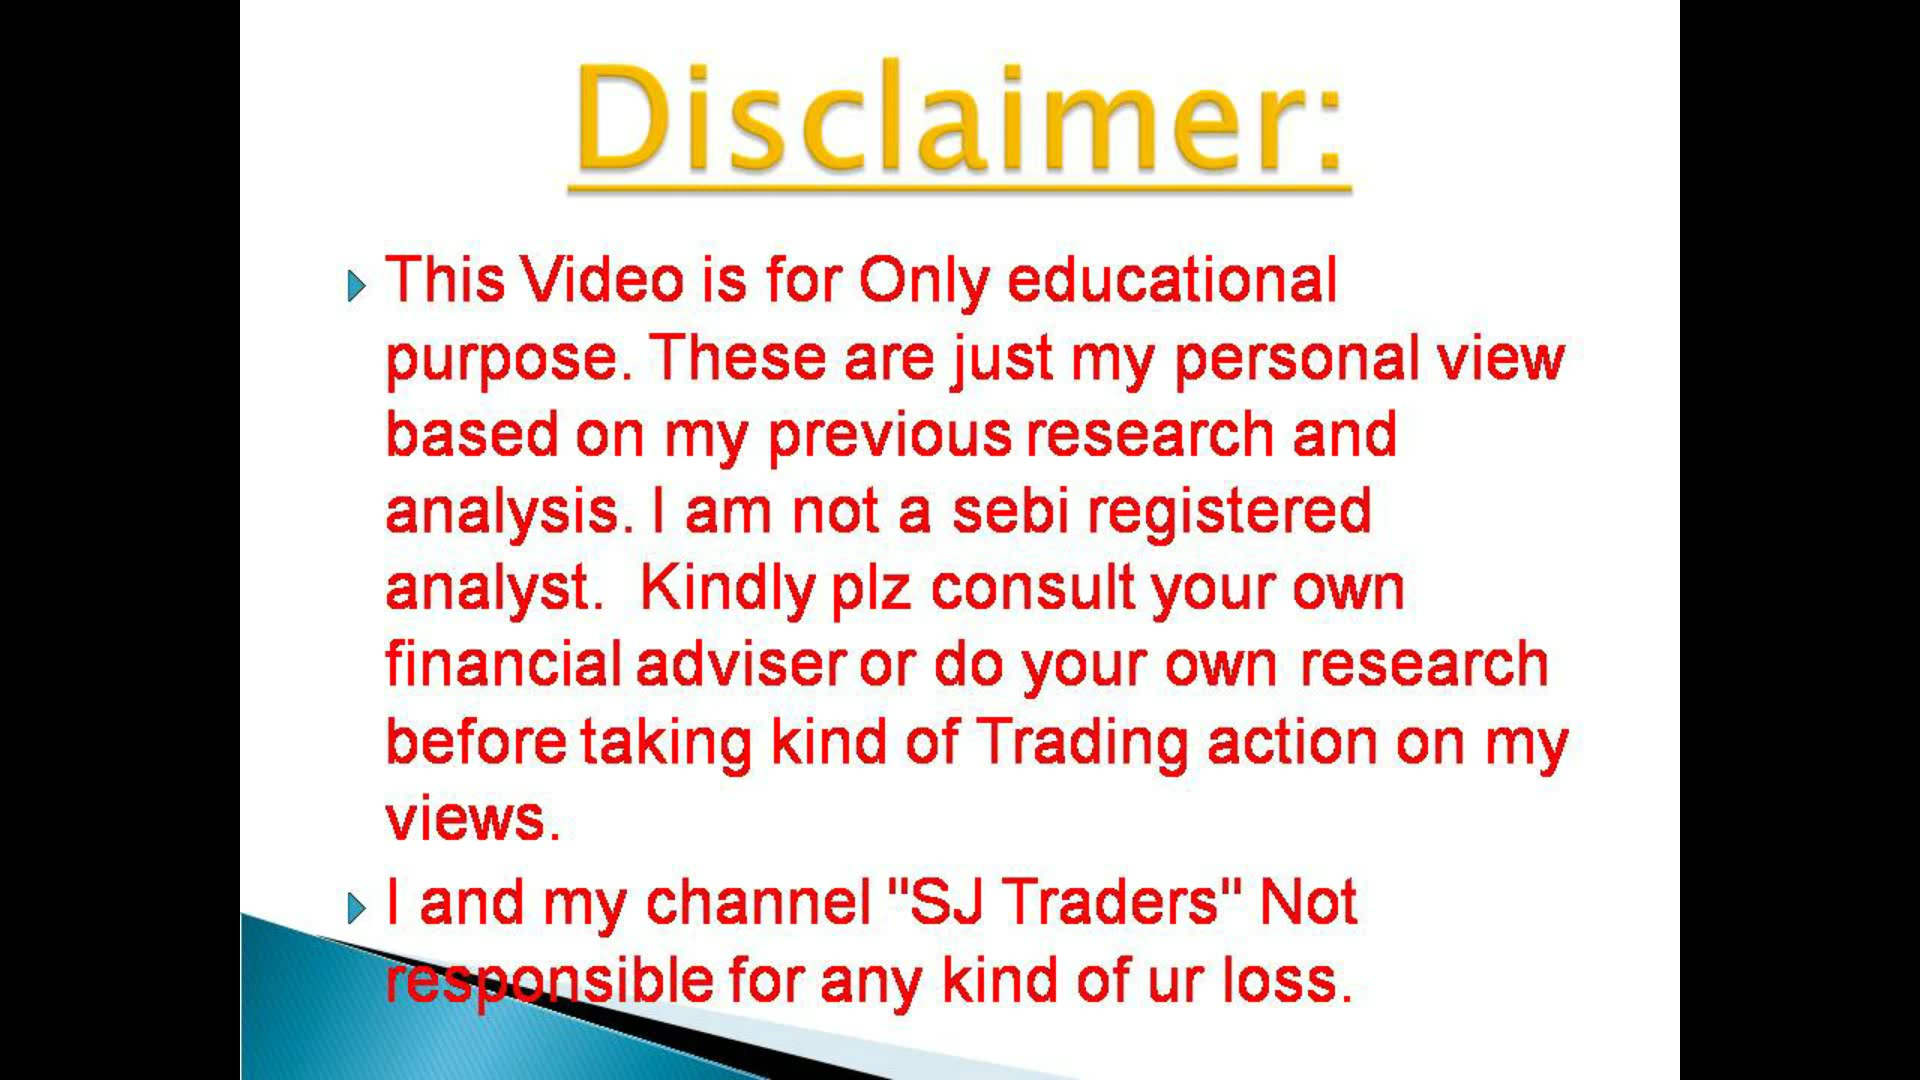 Disclaimer:
This Video is for Only educational
purpose. These are just my personal view
based on my previous research and
analysis. I am not a sebi registered
analyst.  Kindly plz consult your own
financial adviser or do your own research
before taking kind of Trading action on my
views.
I and my channel "SJ Traders" Not
responsible for any kind of ur loss.